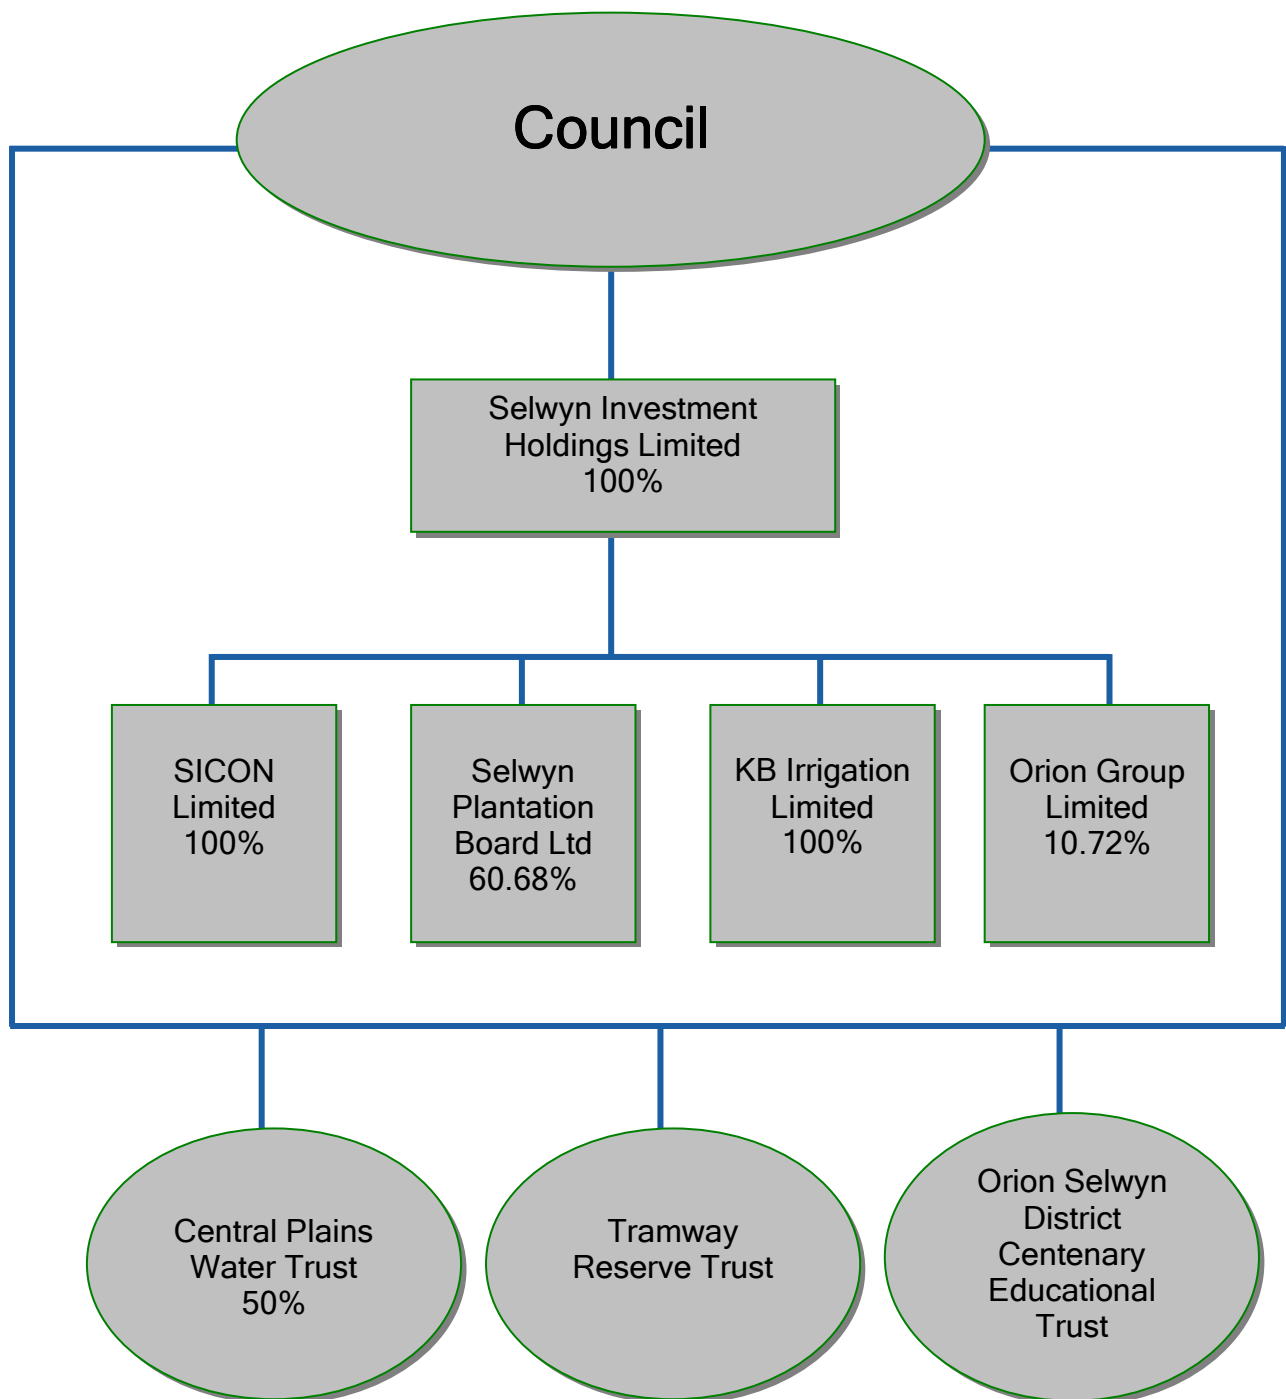 Council
Selwyn Investment
Holdings Limited
100%
SICON
Limited
100%
Selwyn
Plantation
Board Ltd
60.68%
KB Irrigation
Limited
100%
Orion Group
Limited
10.72%
Central Plains
Water Trust
50%
Tramway
Reserve Trust
Orion Selwyn
District
Centenary
Educational
Trust